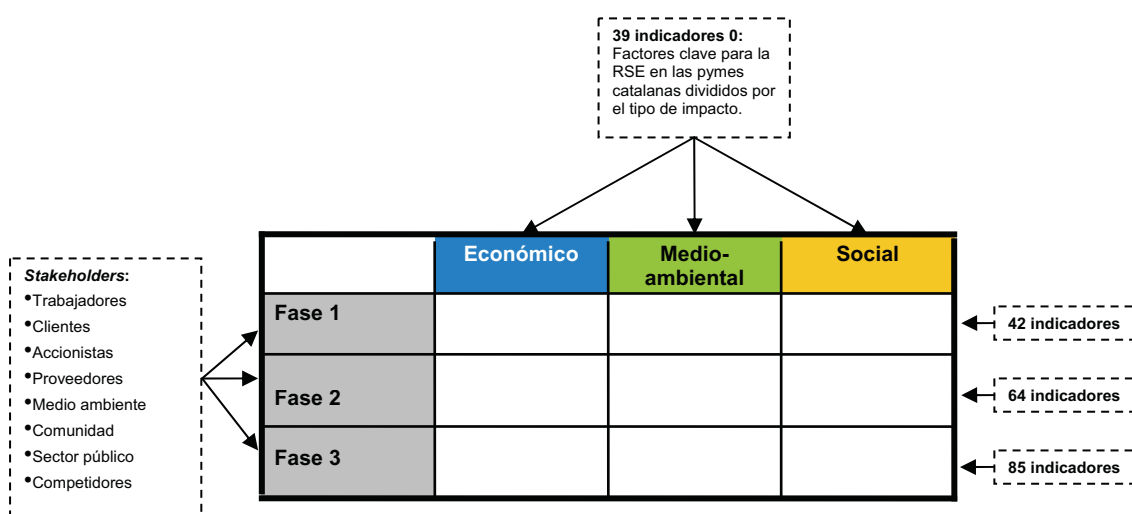 39 indicadores 0:
Factores clave para la
RSE en las pymes
catalanas divididos por
el tipo de impacto.
Económico
Medio-
ambiental
Social
Stakeholders:
•Trabajadores
•Clientes
•Accionistas
•Proveedores
•Medio ambiente
•Comunidad
•Sector público
•Competidores
Fase 1
42 indicadores
Fase 2
64 indicadores
Fase 3
85 indicadores